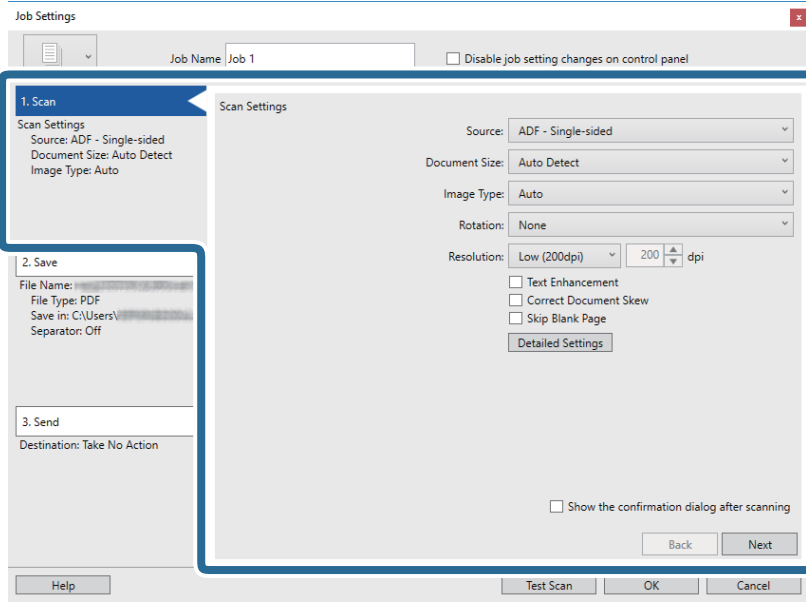 Job Settings
Job Name Job 1
Disable job setting changes on control panel
1. Scan
Scan Settings
Source: ADF - Single-sided
Document Size: Auto Detect
Image Type: Auto
Scan Settings
Source: ADF - Single-sided
Document Size: Auto Detect
Image Type: Auto
Rotation: None
Resolution: Low (200dpi) 200 dpi
Text Enhancement
Correct Document Skew
Skip Blank Page
Detailed Settings
2. Save
File Name:
File Type: PDF
Save in: C:\Users\
Separator: Off
3. Send
Destination: Take No Action
Show the confirmation dialog after scanning
Back Next
Help Test Scan OK Cancel